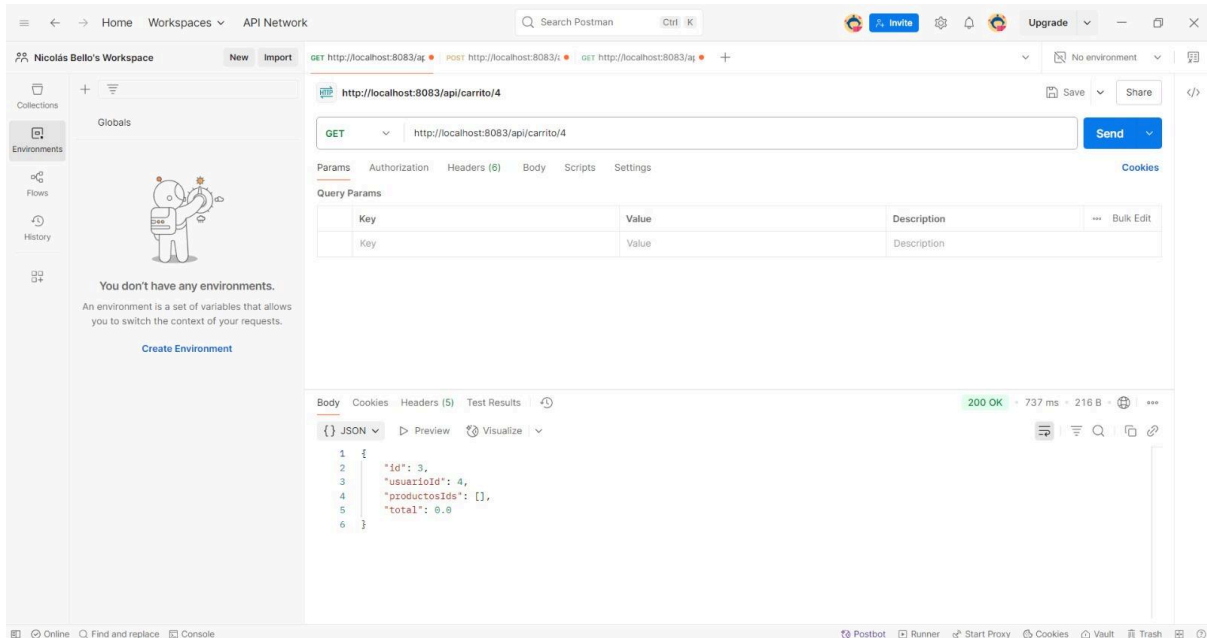 Home Workspaces API Network Search Postman Ctrl K Invite Upgrade
Nicolás Bello's Workspace New Import GET http://localhost:8083/ap POST http://localhost:8083/a GET http://localhost:8083/ap No environment
Collections
Environments
Flows
History
Globals
You don't have any environments.
An environment is a set of variables that allows
you to switch the context of your requests.
Create Environment
HTTP http://localhost:8083/api/carrito/4 Save Share
GET http://localhost:8083/api/carrito/4 Send
Params Authorization Headers (6) Body Scripts Settings Cookies
Query Params
Key Value Description Bulk Edit
Key Value Description
Body Cookies Headers (5) Test Results 200 OK 737 ms 216 B
{} JSON Preview Visualize
1 {
2 "id": 3,
3 "usuarioId": 4,
4 "productosIds": [],
5 "total": 0.0
6 }
Online Find and replace Console Postbot Runner Start Proxy Cookies Vault Trash